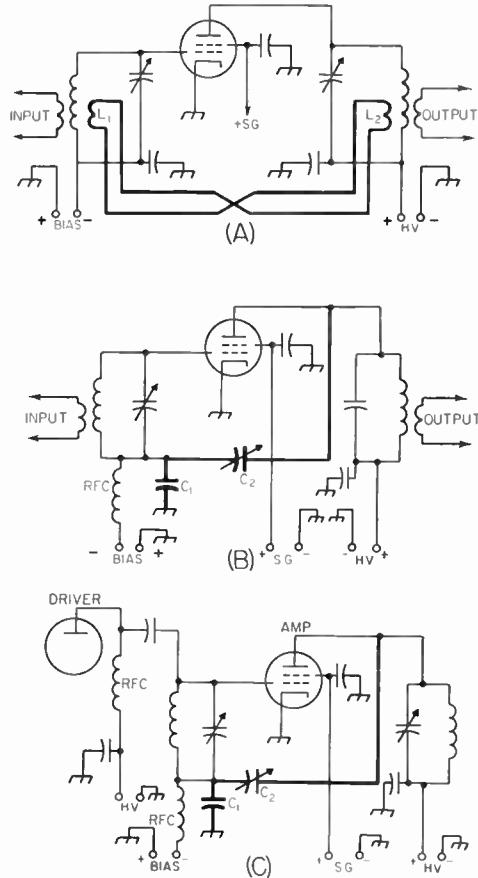 INPUT
L1
+SG
L2
OUTPUT
+ BIAS -
+ HV -
(A)
INPUT
OUTPUT
RFC
C1
C2
- BIAS +
+ SG -
- HV +
(B)
DRIVER
AMP
RFC
HV
+ -
RFC
C1
C2
+ BIAS -
+ SG -
+ HV -
(C)